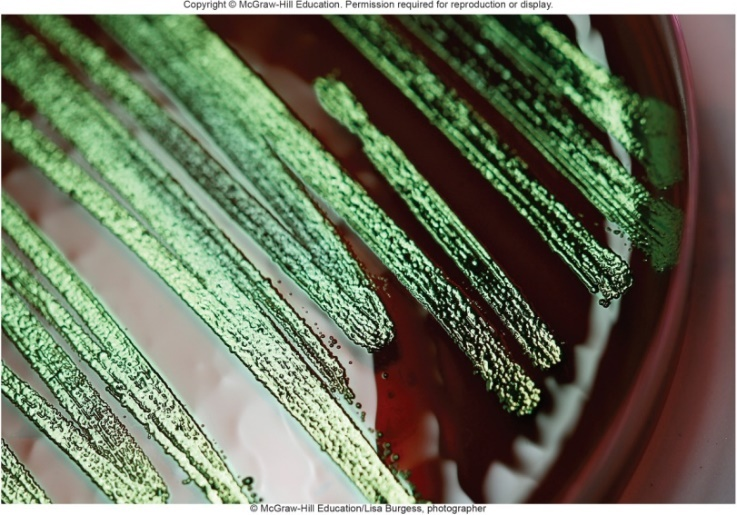 Copyright © McGraw-Hill Education. Permission required for reproduction or display.
© McGraw-Hill Education/Lisa Burgess, photographer